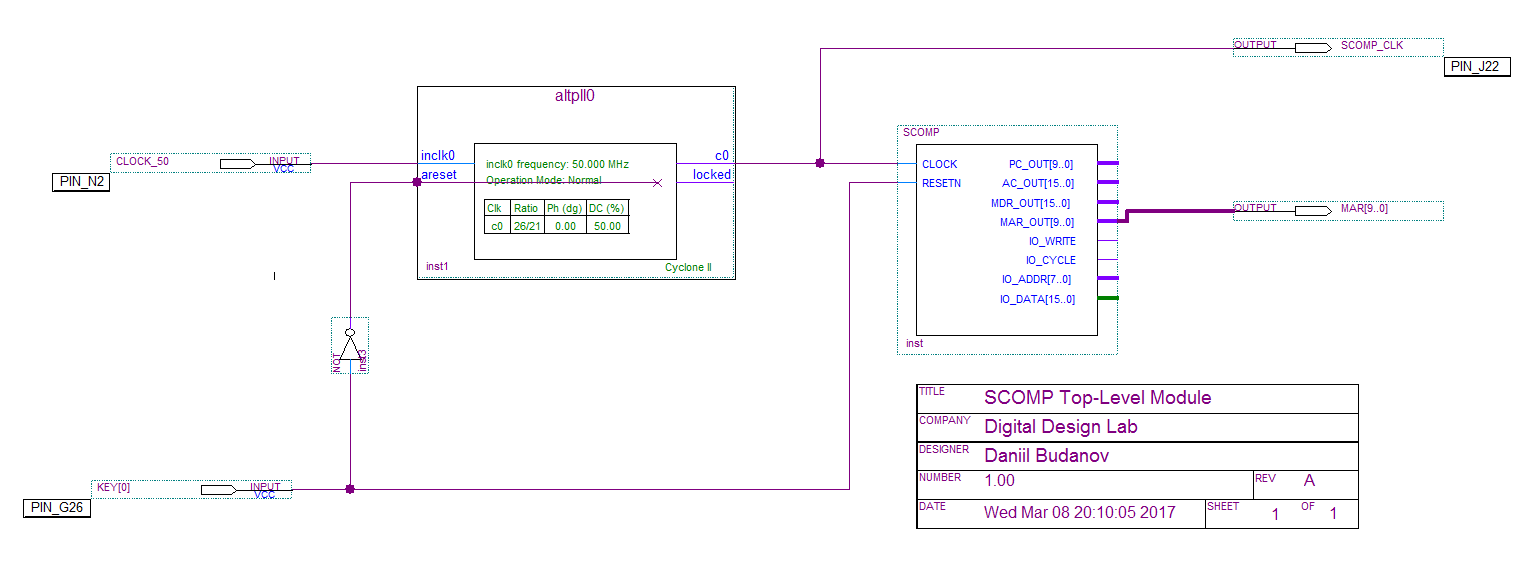 OUTPUT SCOMP_CLK
PIN_J22
altpll0
SCOMP
CLOCK_50 INPUT
VCC
PIN_N2
inclk0
areset
inclk0 frequency: 50.000 MHz
Operation Mode: Normal
Clk Ratio Ph (dg) DC (%)
c0 26/21 0.00 50.00
c0
locked
inst1
Cyclone II
CLOCK
RESETN
PC_OUT[9..0]
AC_OUT[15..0]
MDR_OUT[15..0]
MAR_OUT[9..0]
IO_WRITE
IO_CYCLE
IO_ADDR[7..0]
IO_DATA[15..0]
inst
OUTPUT MAR[9..0]
NOT
inst3
KEY[0] INPUT
VCC
PIN_G26
TITLE SCOMP Top-Level Module
COMPANY Digital Design Lab
DESIGNER Daniil Budanov
NUMBER 1.00 REV A
DATE Wed Mar 08 20:10:05 2017 SHEET 1 OF 1